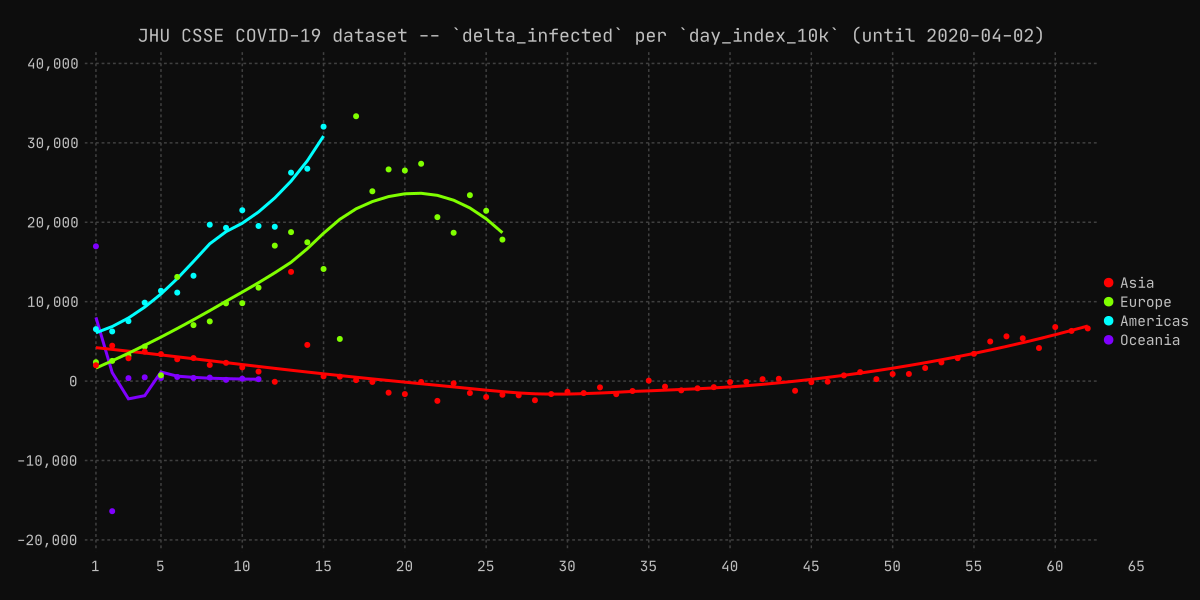 JHU CSSE COVID-19 dataset -- `delta_infected` per `day_index_10k` (until 2020-04-02)
40,000
30,000
20,000
10,000
0
-10,000
-20,000
1 5 10 15 20 25 30 35 40 45 50 55 60 65
Asia
Europe
Americas
Oceania